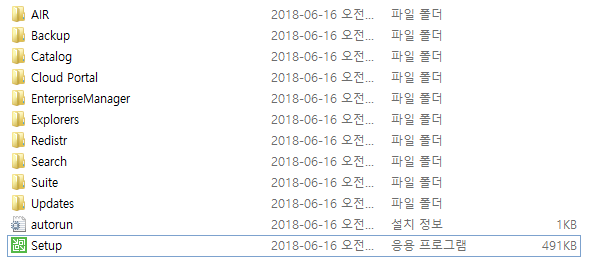 AIR 2018-06-16 오전... 파일 폴더
Backup 2018-06-16 오전... 파일 폴더
Catalog 2018-06-16 오전... 파일 폴더
Cloud Portal 2018-06-16 오전... 파일 폴더
EnterpriseManager 2018-06-16 오전... 파일 폴더
Explorers 2018-06-16 오전... 파일 폴더
Redistr 2018-06-16 오전... 파일 폴더
Search 2018-06-16 오전... 파일 폴더
Suite 2018-06-16 오전... 파일 폴더
Updates 2018-06-16 오전... 파일 폴더
autorun 2018-06-16 오전... 설치 정보 1KB
Setup 2018-06-16 오전... 응용 프로그램 491KB